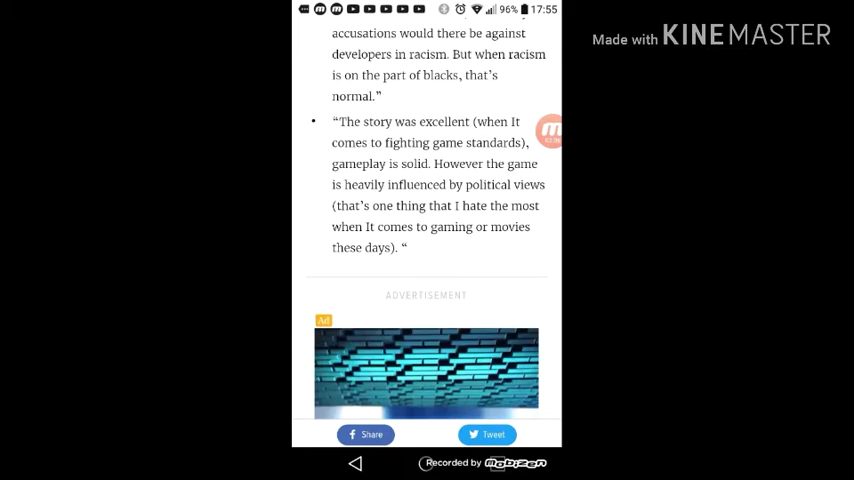 96% 17:55
Made with KINEMASTER
accusations would there be against
developers in racism. But when racism
is on the part of blacks, that's
normal.”
• “The story was excellent (when It
comes to fighting game standards),
gameplay is solid. However the game
is heavily influenced by political views
(that's one thing that I hate the most
when It comes to gaming or movies
these days). “
ADVERTISEMENT
Ad
Share Tweet
Recorded by mobizen